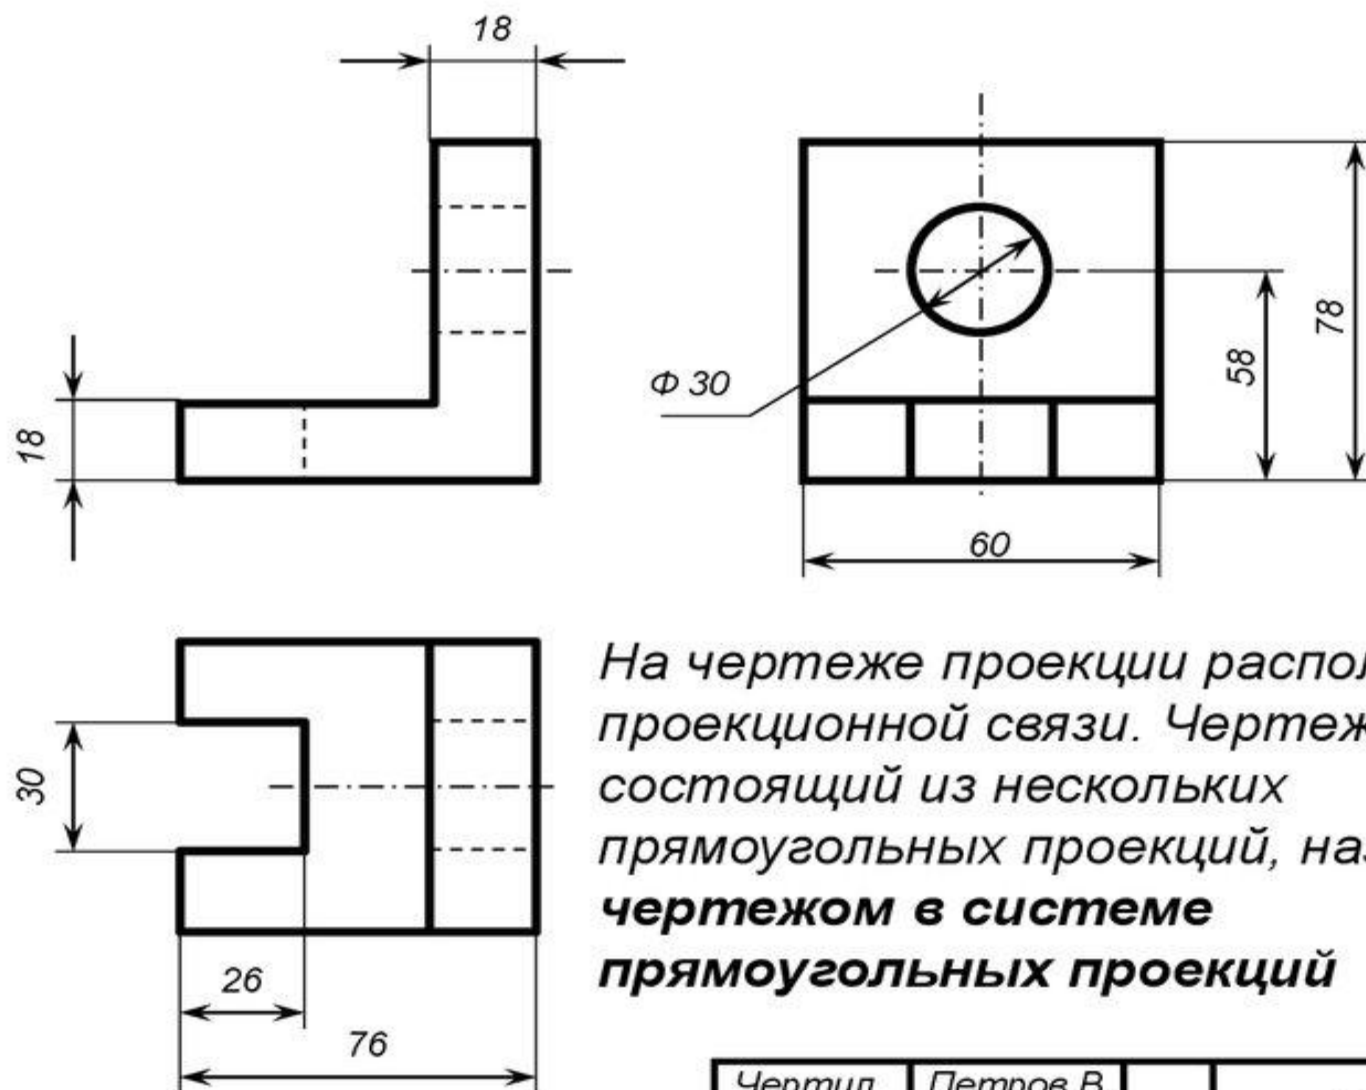 18
18
Ф 30
58
78
60
30
26
76
На чертеже проекции распол
проекционной связи. Чертеж
состоящий из нескольких
прямоугольных проекций, наз
чертежом в системе
прямоугольных проекций
Чертил Петров В